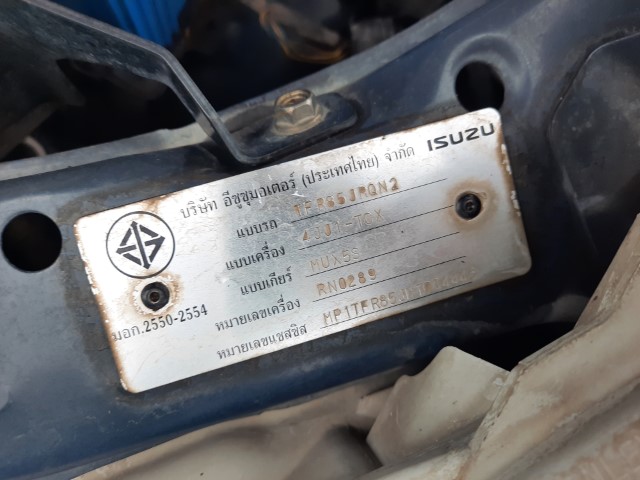 ISUZU
บริษัท อีซูซุมอเตอร์ (ประเทศไทย) จำกัด
แบบรถ
แบบเครื่อง
แบบเกียร์ MUX5S
หมายเลขเครื่อง RN0289
หมายเลขแชสซิส
มอก.2550-2554